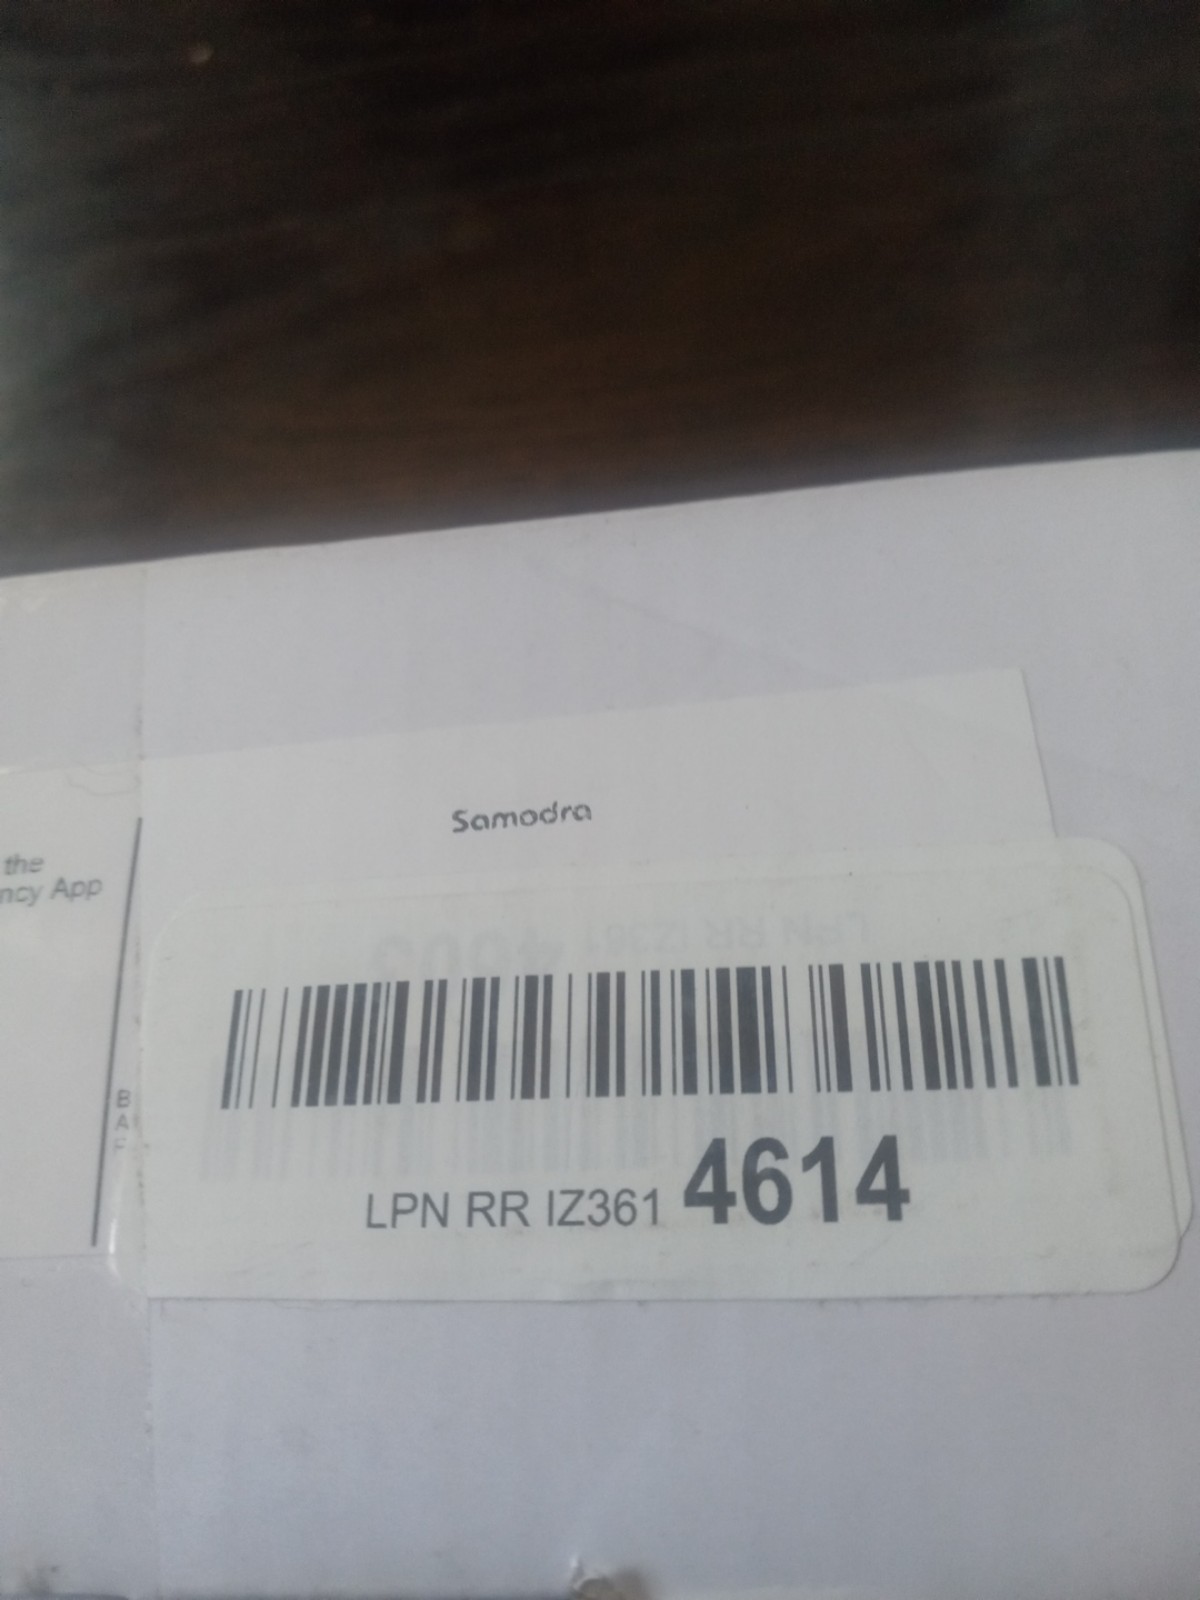 Samodra
the
ncy App
B
A
LPN RR IZ361 4614